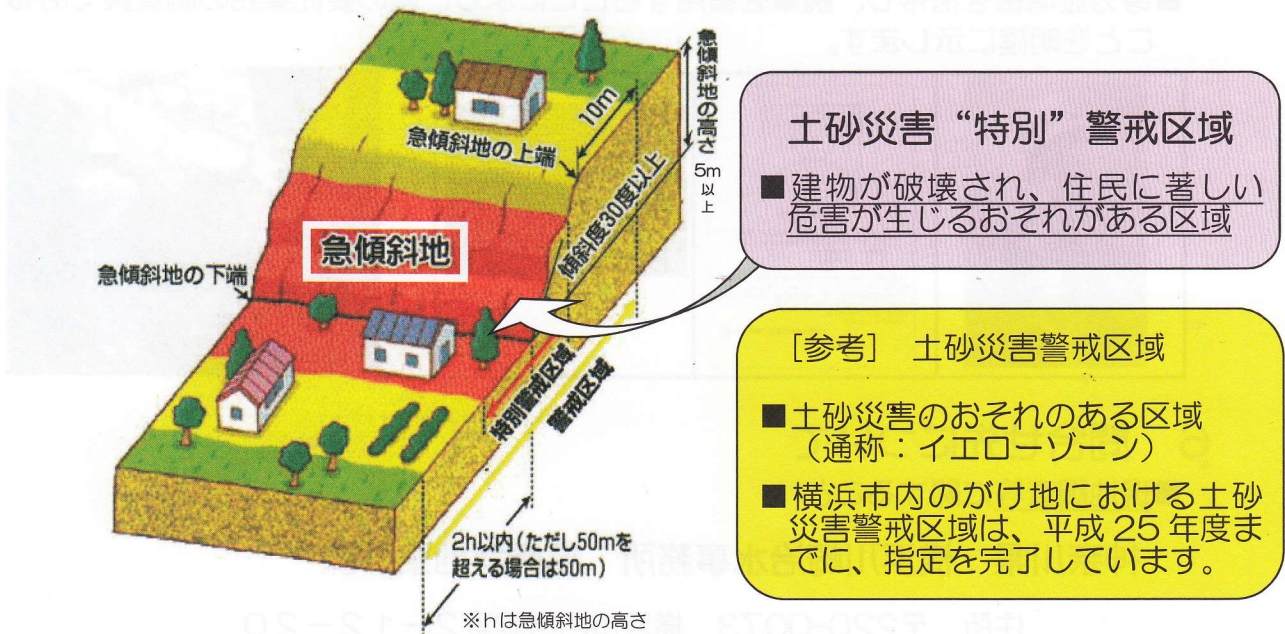 急傾斜地の高さ
5m
以
上
10m
急傾斜地の上端
傾斜度30度以上
急傾斜地
急傾斜地の下端
特別警戒区域
警戒区域
2h以内(ただし50mを
超える場合は50m)
※hは急傾斜地の高さ
土砂災害“特別”警戒区域
■建物が破壊され、住民に著しい
危害が生じるおそれがある区域
[参考] 土砂災害警戒区域
■土砂災害のおそれのある区域
(通称:イエローゾーン)
■横浜市内のがけ地における土砂
災害警戒区域は、平成25年度ま
でに、指定を完了しています。